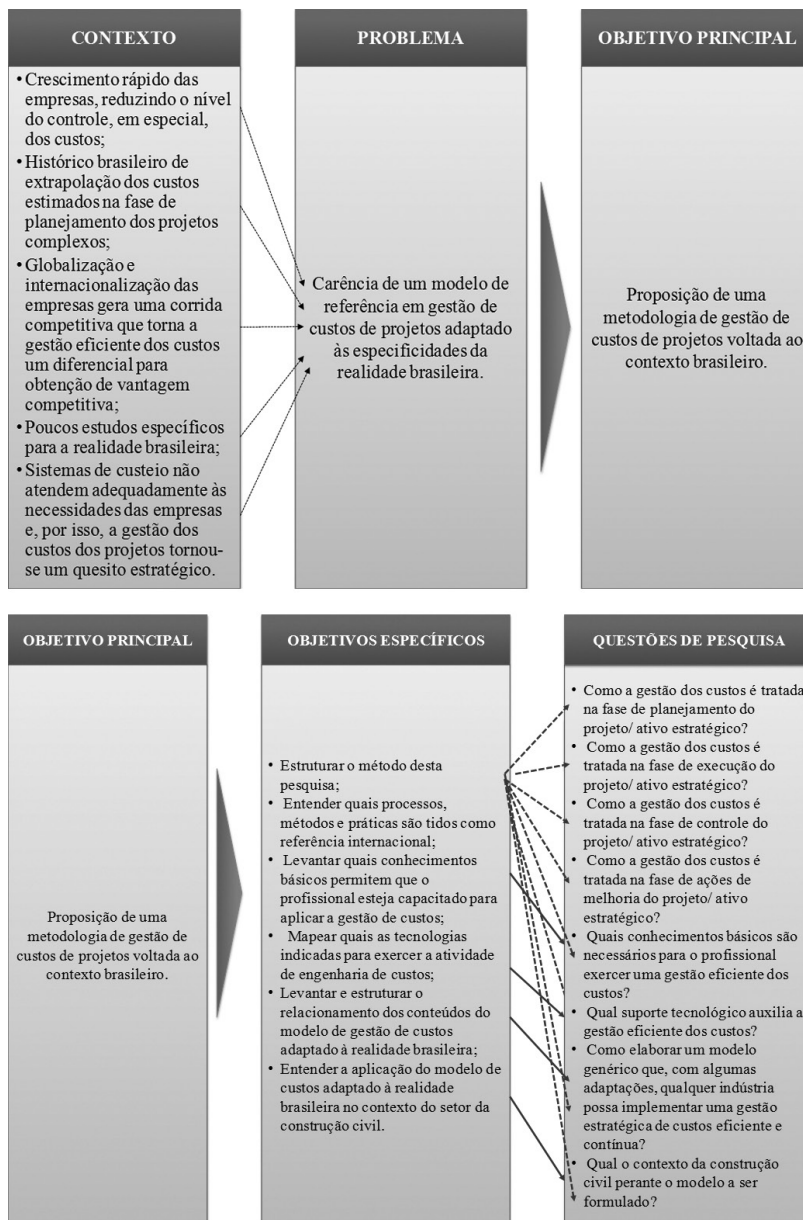 CONTEXTO
• Crescimento rápido das
empresas, reduzindo o nível
do controle, em especial,
dos custos;
• Histórico brasileiro de
extrapolação dos custos
estimados na fase de
planejamento dos projetos
complexos;
• Globalização e
internacionalização das
empresas gera uma corrida
competitiva que torna a
gestão eficiente dos custos
um diferencial para
obtenção de vantagem
competitiva;
• Poucos estudos específicos
para a realidade brasileira;
• Sistemas de custeio não
atendem adequadamente às
necessidades das empresas
e, por isso, a gestão dos
custos dos projetos tornou-
se um quesito estratégico.
PROBLEMA
Carência de um modelo de
referência em gestão de
custos de projetos adaptado
às especificidades da
realidade brasileira.
OBJETIVO PRINCIPAL
Proposição de uma
metodologia de gestão de
custos de projetos voltada ao
contexto brasileiro.
OBJETIVO PRINCIPAL
Proposição de uma
metodologia de gestão de
custos de projetos voltada ao
contexto brasileiro.
OBJETIVOS ESPECÍFICOS
• Estruturar o método desta
pesquisa;
• Entender quais processos,
métodos e práticas são tidos como
referência internacional;
• Levantar quais conhecimentos
básicos permitem que o
profissional esteja capacitado para
aplicar a gestão de custos;
• Mapear quais as tecnologias
indicadas para exercer a atividade
de engenharia de custos;
• Levantar e estruturar o
relacionamento dos conteúdos do
modelo de gestão de custos
adaptado à realidade brasileira;
• Entender a aplicação do modelo de
custos adaptado à realidade
brasileira no contexto do setor da
construção civil.
QUESTÕES DE PESQUISA
• Como a gestão dos custos é tratada
na fase de planejamento do
projeto/ ativo estratégico?
• Como a gestão dos custos é
tratada na fase de execução do
projeto/ ativo estratégico?
• Como a gestão dos custos é
tratada na fase de controle do
projeto/ ativo estratégico?
• Como a gestão dos custos é
tratada na fase de ações de
melhoria do projeto/ ativo
estratégico?
• Quais conhecimentos básicos são
necessários para o profissional
exercer uma gestão eficiente dos
custos?
• Qual suporte tecnológico auxilia a
gestão eficiente dos custos?
• Como elaborar um modelo
genérico que, com algumas
adaptações, qualquer indústria
possa implementar uma gestão
estratégica de custos eficiente e
contínua?
• Qual o contexto da construção
civil perante o modelo a ser
formulado?